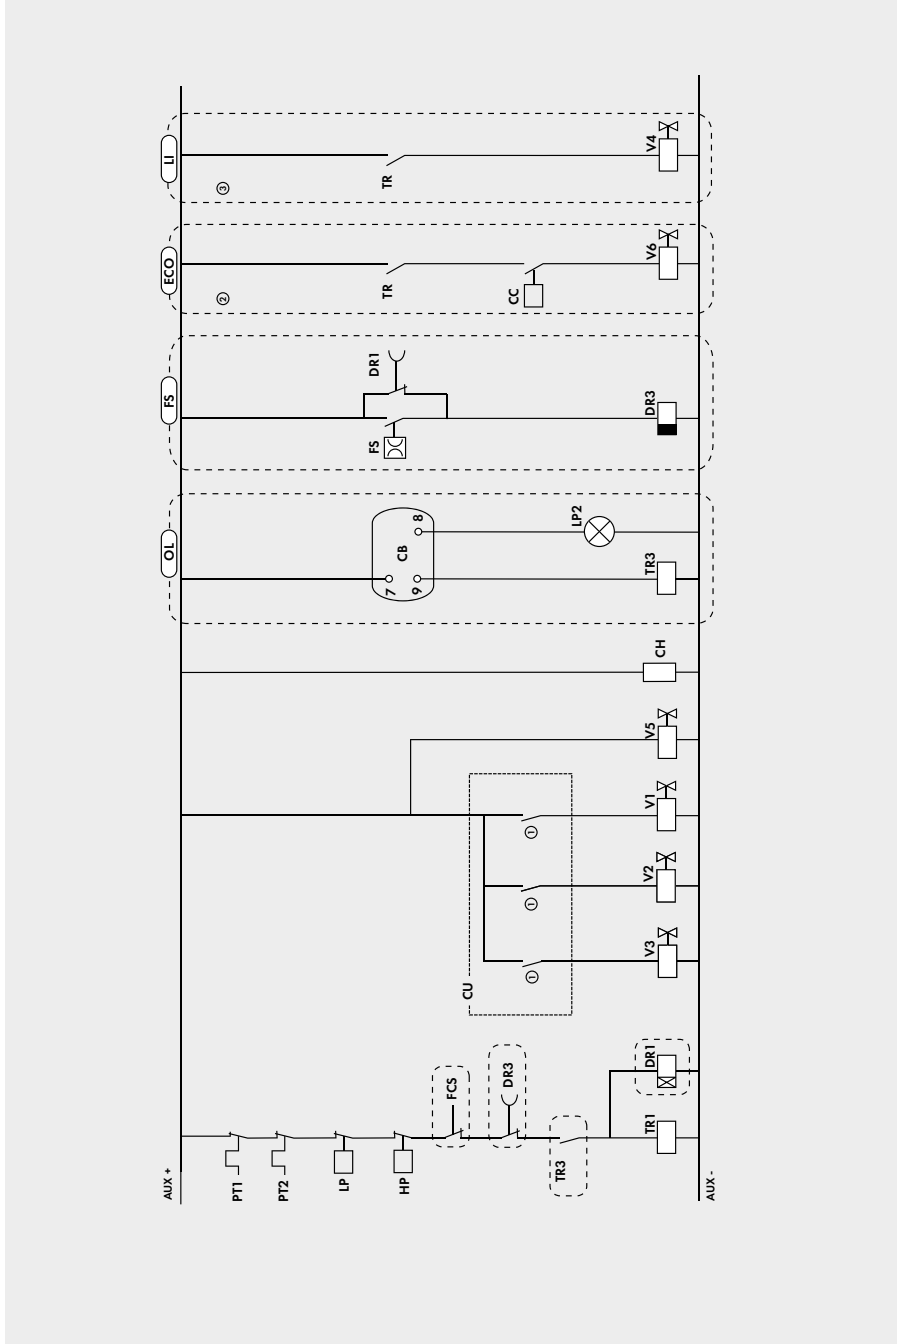 AUX +
OL
FS
ECO
LI
2
3
PT1
PT2
LP
FS
DR1
TR
TR
7
CB
HP
9
8
FCS
CU
DR3
CC
1
1
1
TR3
LP2
TR1
DR1
V3
V2
V1
V5
CH
TR3
DR3
V6
V4
AUX -